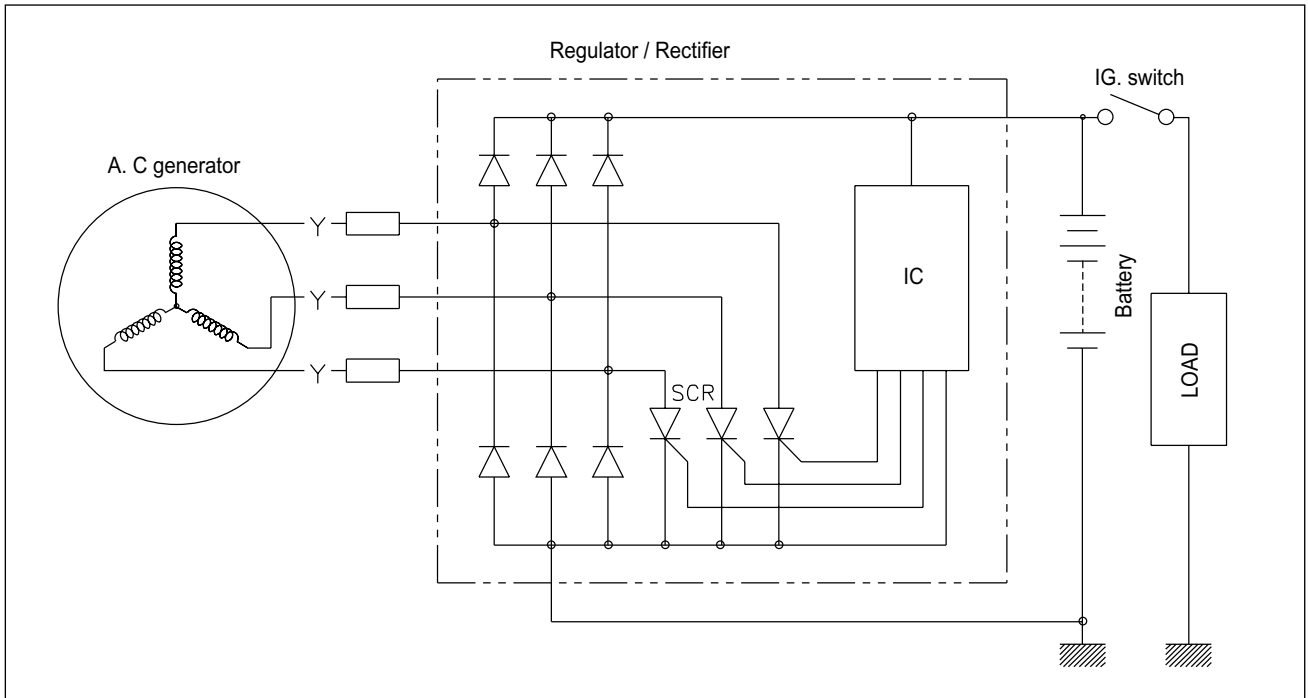 Regulator / Rectifier
IG. switch
A. C generator
Y
Y
Y
IC
Battery
SCR
LOAD